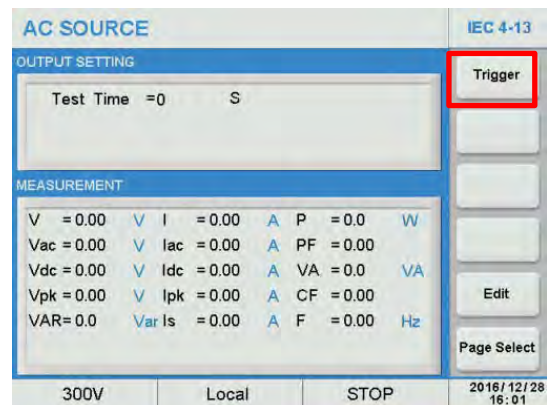 AC SOURCE
IEC 4-13
OUTPUT SETTING
Trigger
Test Time =0 S
MEASUREMENT
V = 0.00 V I = 0.00 A P = 0.0 W
Vac = 0.00 V Iac = 0.00 A PF = 0.00
Vdc = 0.00 V Idc = 0.00 A VA = 0.0 VA
Vpk = 0.00 V Ipk = 0.00 A CF = 0.00
VAR= 0.0 Var Is = 0.00 A F = 0.00 Hz
Edit
Page Select
300V Local STOP
2016/12/28
16:01